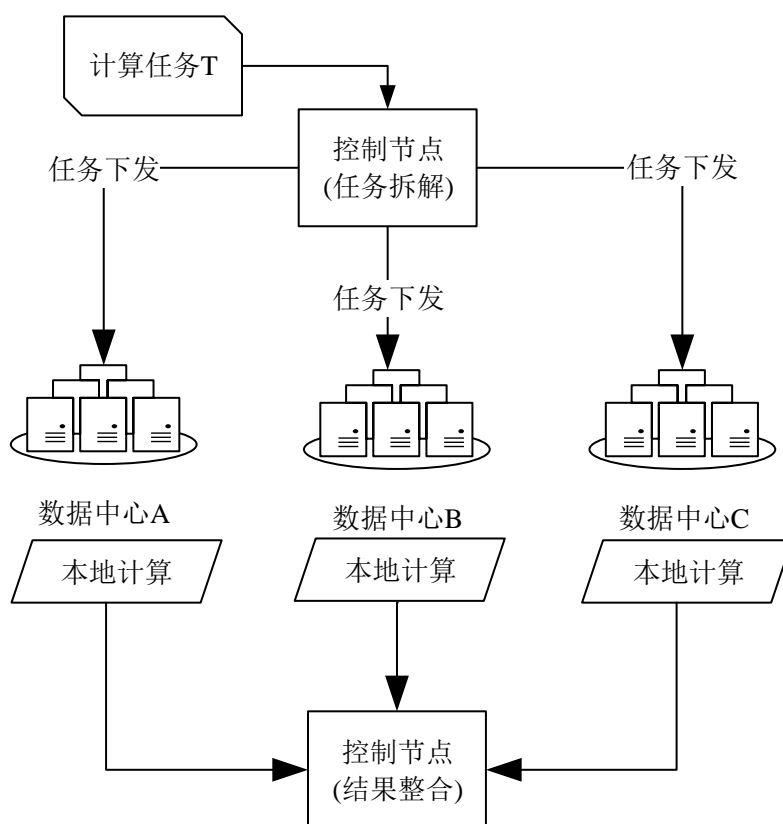 计算任务T
控制节点
(任务拆解)
任务下发
任务下发
任务下发
数据中心A
数据中心B
数据中心C
本地计算
本地计算
本地计算
控制节点
(结果整合)